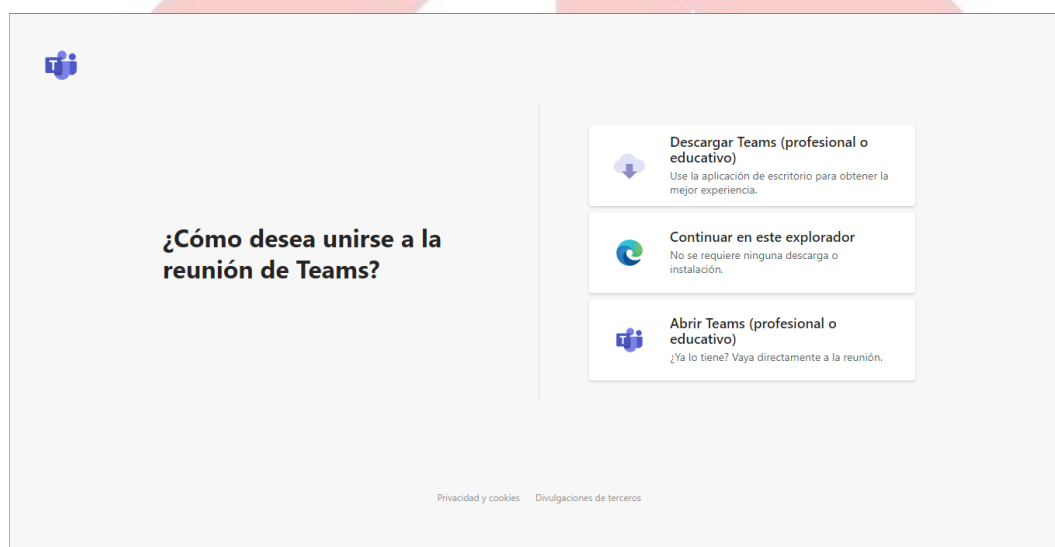 ¿Cómo desea unirse a la
reunión de Teams?
Descargar Teams (profesional o
educativo)
Use la aplicación de escritorio para obtener la
mejor experiencia.
Continuar en este explorador
No se requiere ninguna descarga o
instalación.
Abrir Teams (profesional o
educativo)
¿Ya lo tiene? Vaya directamente a la reunión.
Privacidad y cookies Divulgaciones de terceros